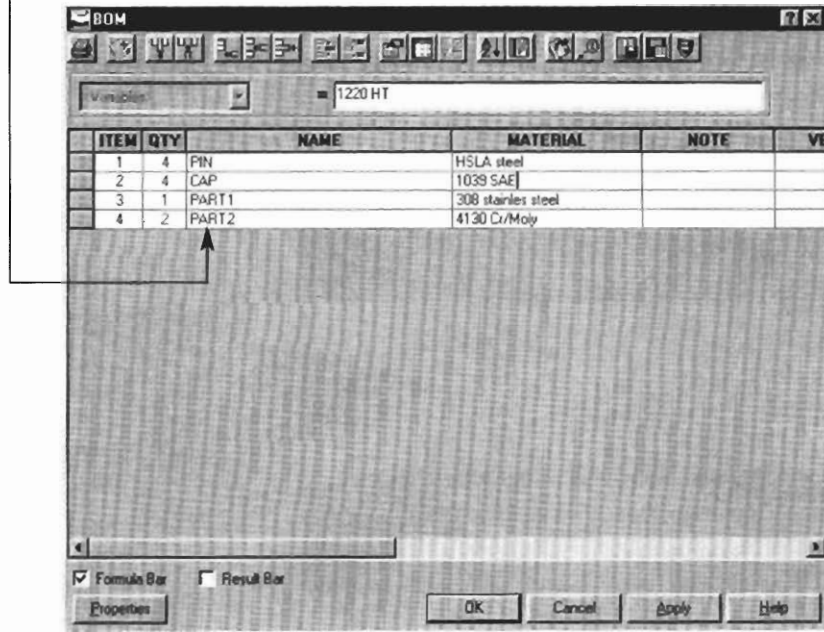 BOM
Variables = 1220 HT
ITEM QTY NAME MATERIAL NOTE VE
1 4 PIN HSLA steel
2 4 CAP 1039 SAE
3 1 PART1 308 stainles steel
4 2 PART2 4130 Cr/Moly
Formula Bar Result Bar
Properties OK Cancel Apply Help